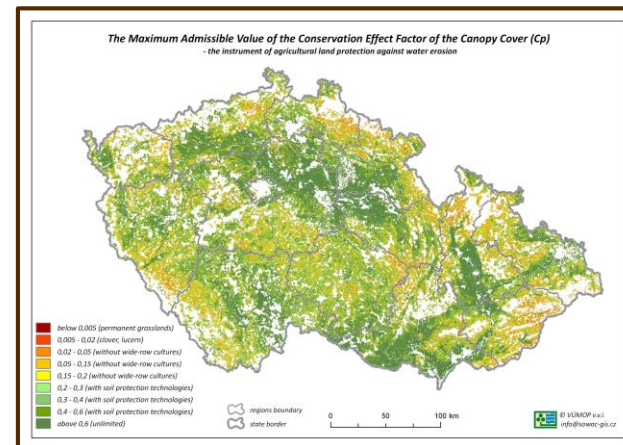 The Maximum Admissible Value of the Conservation Effect Factor of the Canopy Cover (Cp)
- the instrument of agricultural land protection against water erosion
below 0,005 (permanent grasslands)
0,005 - 0,02 (clover, lucern)
0,02 - 0,05 (without wide-row cultures)
0,05 - 0,15 (without wide-row cultures)
0,15 - 0,2 (without wide-row cultures)
0,2 - 0,3 (with soil protection technologies)
0,3 - 0,4 (with soil protection technologies)
0,4 - 0,6 (with soil protection technologies)
above 0,6 (unlimited)
regions boundary
state border
0 50 100 km
© VÚMOP v.v.i.
info@sowac-gis.cz